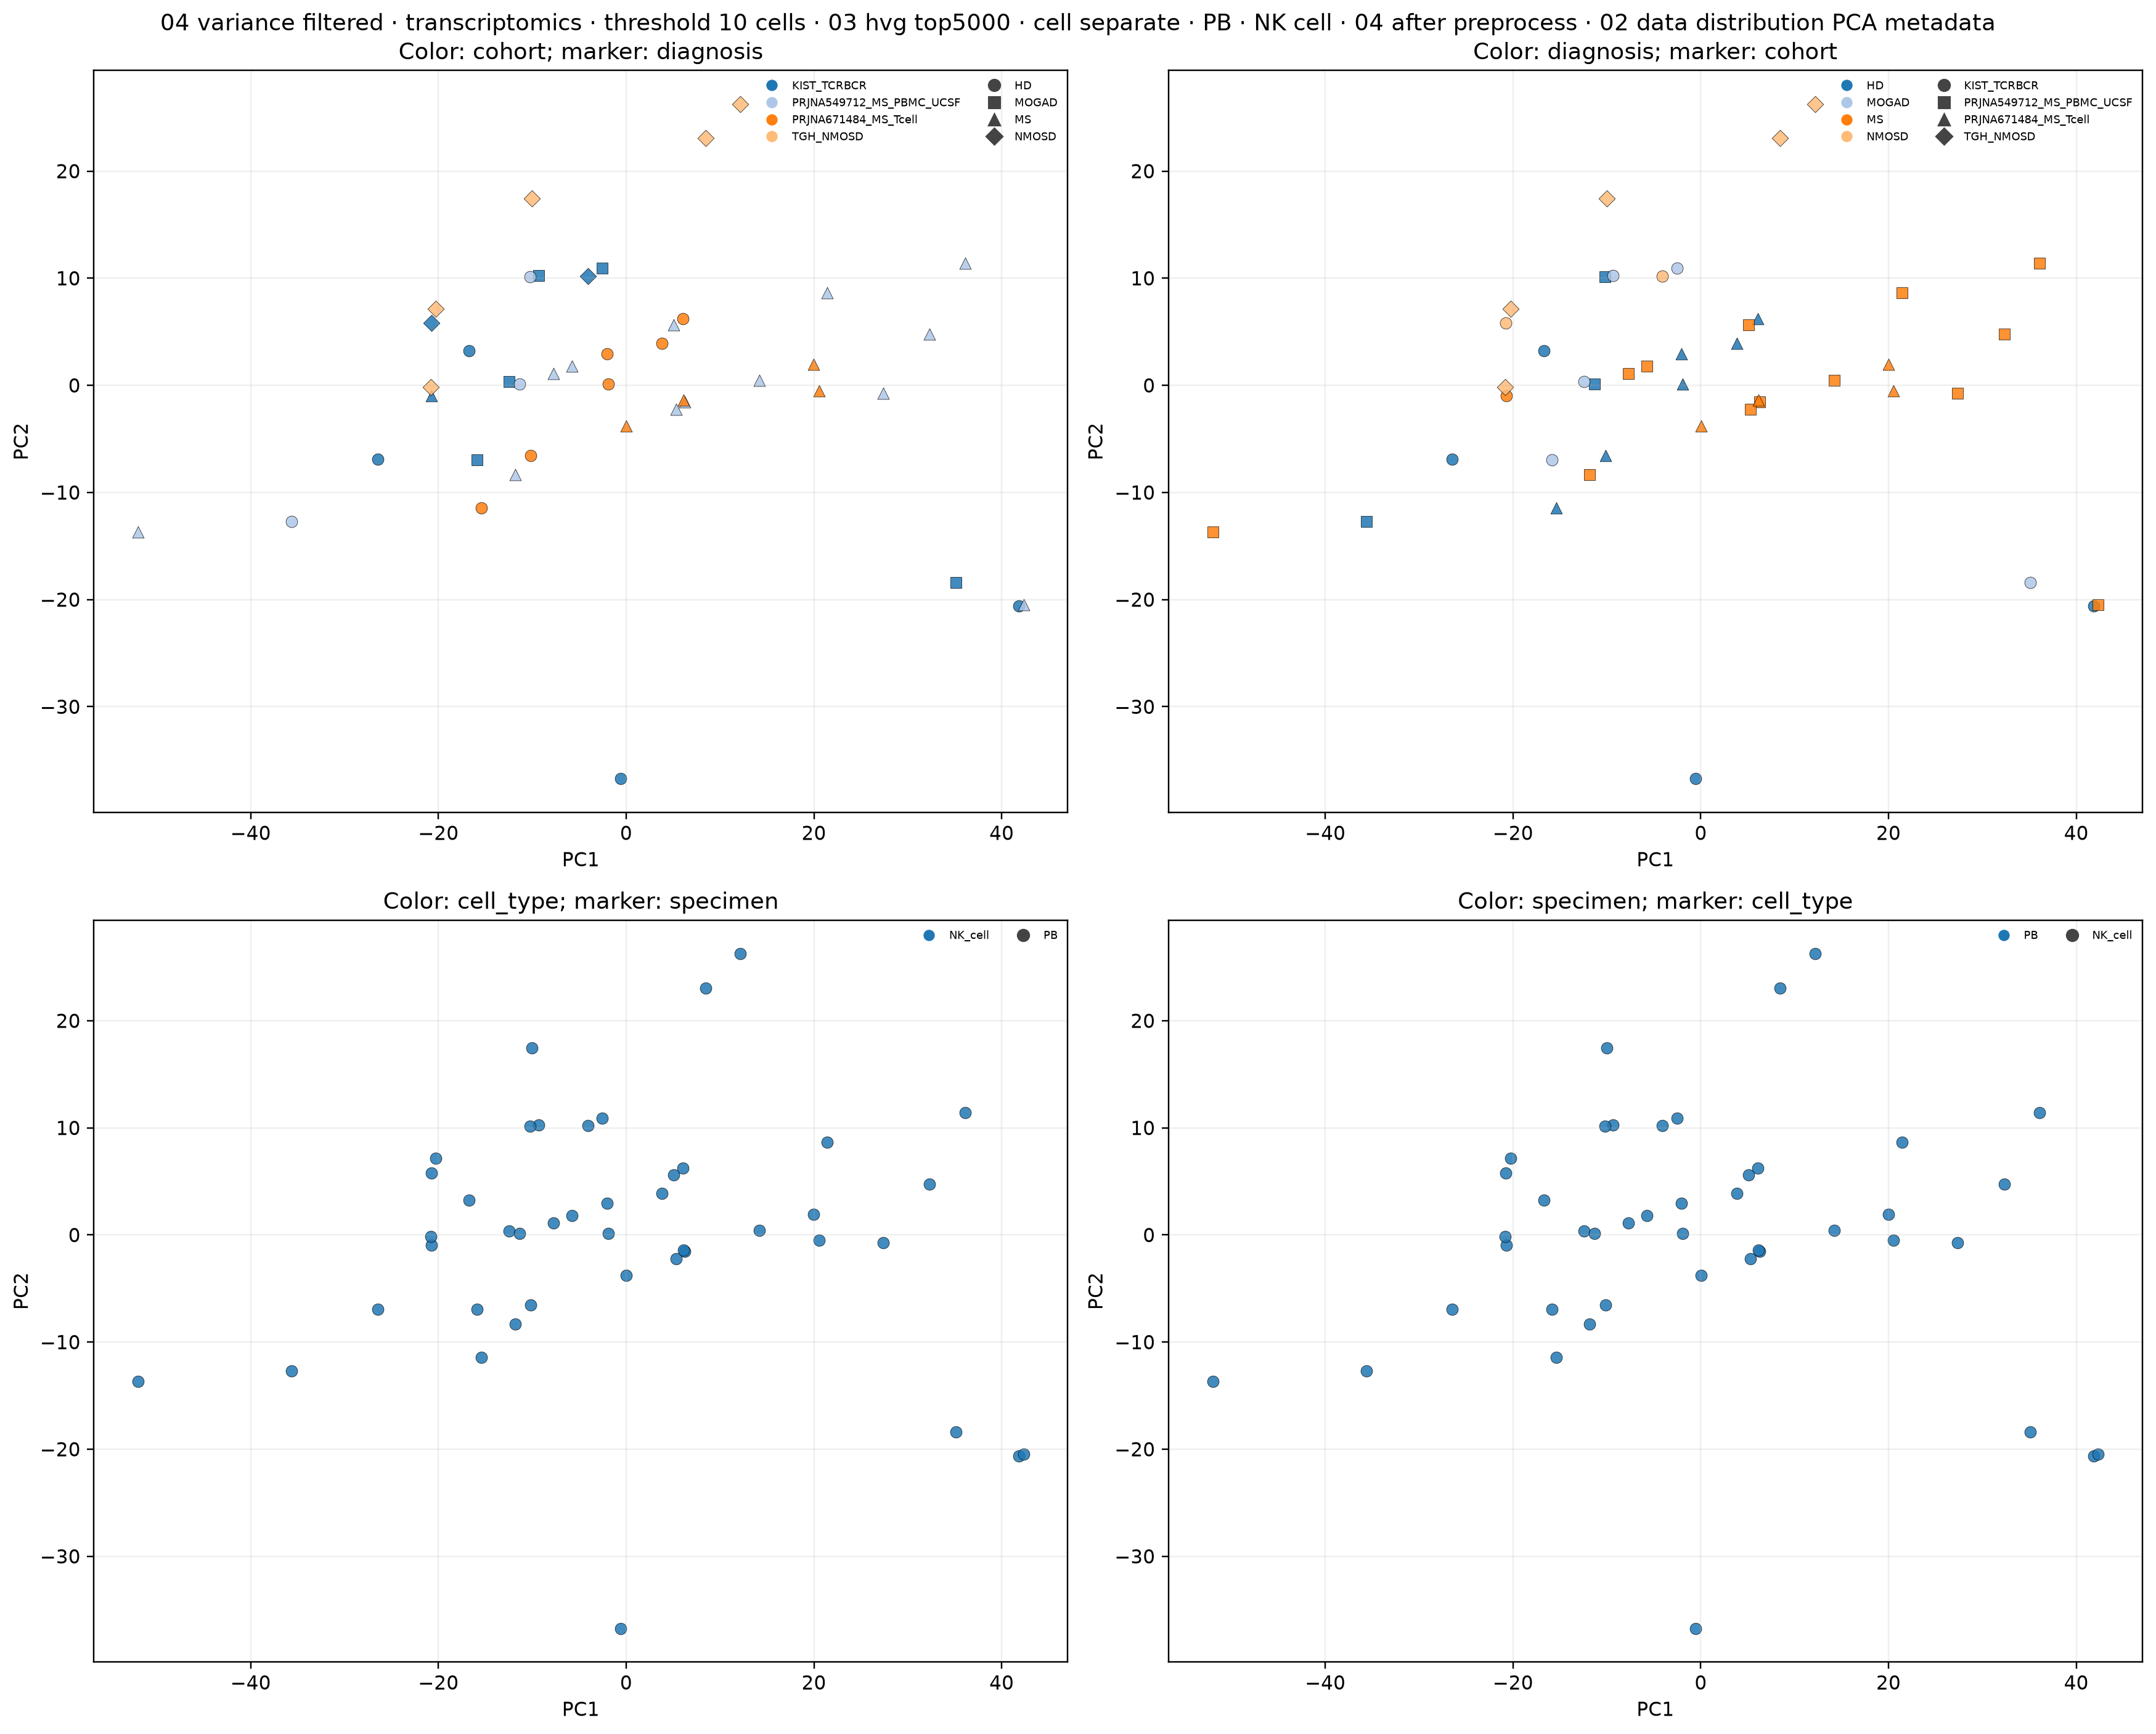 04 variance filtered · transcriptomics · threshold 10 cells · 03 hvg top5000 · cell separate · PB · NK cell · 04 after preprocess · 02 data distribution PCA metadata
Color: cohort; marker: diagnosis
KIST_TCRBCR
PRJNA549712_MS_PBMC_UCSF
PRJNA671484_MS_Tcell
TGH_NMOSD
HD
MOGAD
MS
NMOSD
20
10
0
−10
−20
−30
PC2
−40
−20
0
20
40
PC1
Color: diagnosis; marker: cohort
HD
MOGAD
MS
NMOSD
KIST_TCRBCR
PRJNA549712_MS_PBMC_UCSF
PRJNA671484_MS_Tcell
TGH_NMOSD
20
10
0
−10
−20
−30
PC2
−40
−20
0
20
40
PC1
Color: cell_type; marker: specimen
NK_cell
PB
20
10
0
−10
−20
−30
PC2
−40
−20
0
20
40
PC1
Color: specimen; marker: cell_type
PB
NK_cell
20
10
0
−10
−20
−30
PC2
−40
−20
0
20
40
PC1